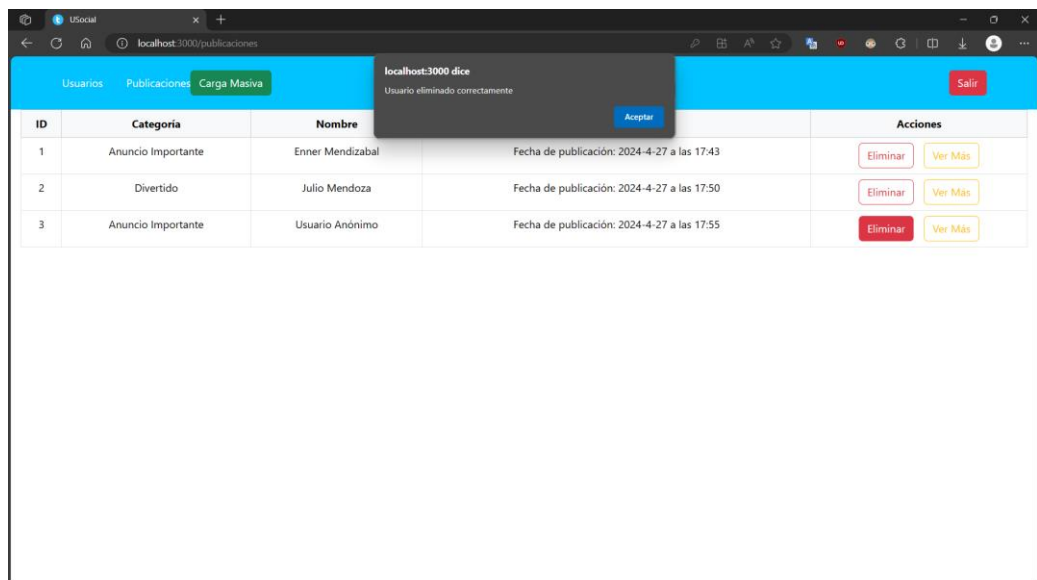 USocial
localhost:3000/publicaciones
localhost:3000 dice
Usuario eliminado correctamente
Aceptar
Usuarios Publicaciones Carga Masiva Salir
ID Categoría Nombre Acciones
1 Anuncio Importante Enner Mendizabal Fecha de publicación: 2024-4-27 a las 17:43 Eliminar Ver Más
2 Divertido Julio Mendoza Fecha de publicación: 2024-4-27 a las 17:50 Eliminar Ver Más
3 Anuncio Importante Usuario Anónimo Fecha de publicación: 2024-4-27 a las 17:55 Eliminar Ver Más